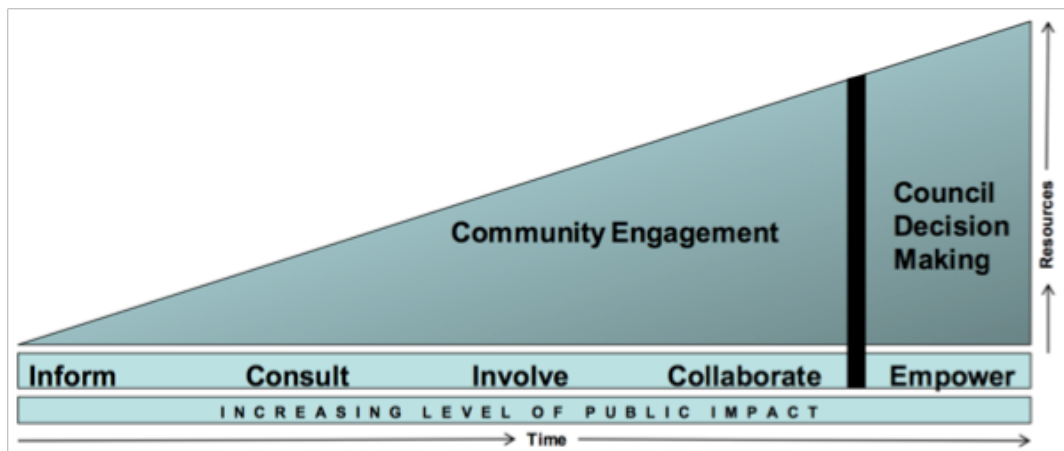 Community Engagement
Council
Decision
Making
Resources
Inform Consult Involve Collaborate Empower
INCREASING LEVEL OF PUBLIC IMPACT
Time